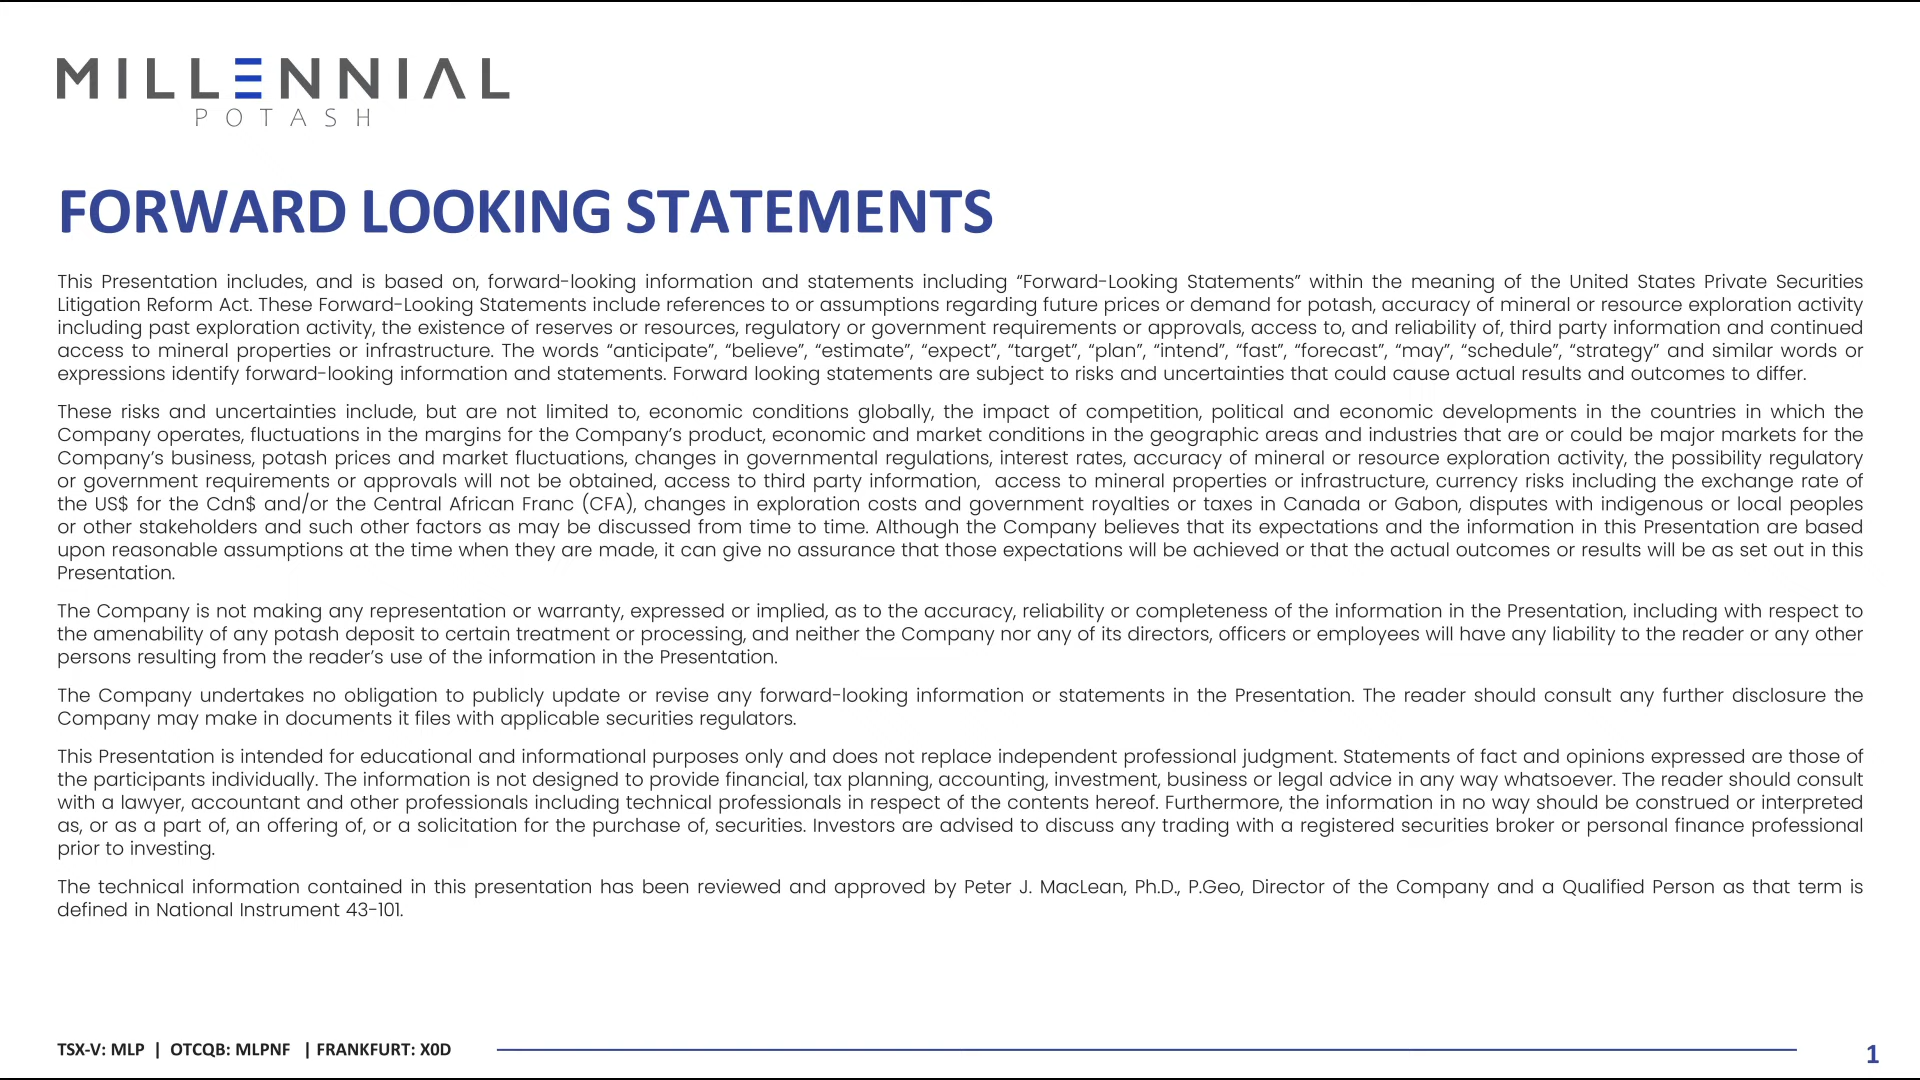 MILLENNIAL
POTASH
FORWARD LOOKING STATEMENTS
This Presentation includes, and is based on, forward-looking information and statements including “Forward-Looking Statements” within the meaning of the United States Private Securities
Litigation Reform Act. These Forward-Looking Statements include references to or assumptions regarding future prices or demand for potash, accuracy of mineral or resource exploration activity
including past exploration activity, the existence of reserves or resources, regulatory or government requirements or approvals, access to, and reliability of, third party information and continued
access to mineral properties or infrastructure. The words “anticipate”, “believe”, “estimate”, “expect”, “target”, “plan”, “intend”, “fast”, “forecast”, “may”, “schedule”, “strategy” and similar words or
expressions identify forward-looking information and statements. Forward looking statements are subject to risks and uncertainties that could cause actual results and outcomes to differ.
These risks and uncertainties include, but are not limited to, economic conditions globally, the impact of competition, political and economic developments in the countries in which the
Company operates, fluctuations in the margins for the Company’s product, economic and market conditions in the geographic areas and industries that are or could be major markets for the
Company’s business, potash prices and market fluctuations, changes in governmental regulations, interest rates, accuracy of mineral or resource exploration activity, the possibility regulatory
or government requirements or approvals will not be obtained, access to third party information, access to mineral properties or infrastructure, currency risks including the exchange rate of
the US$ for the Cdn$ and/or the Central African Franc (CFA), changes in exploration costs and government royalties or taxes in Canada or Gabon, disputes with indigenous or local peoples
or other stakeholders and such other factors as may be discussed from time to time. Although the Company believes that its expectations and the information in this Presentation are based
upon reasonable assumptions at the time when they are made, it can give no assurance that those expectations will be achieved or that the actual outcomes or results will be as set out in this
Presentation.
The Company is not making any representation or warranty, expressed or implied, as to the accuracy, reliability or completeness of the information in the Presentation, including with respect to
the amenability of any potash deposit to certain treatment or processing, and neither the Company nor any of its directors, officers or employees will have any liability to the reader or any other
persons resulting from the reader’s use of the information in the Presentation.
The Company undertakes no obligation to publicly update or revise any forward-looking information or statements in the Presentation. The reader should consult any further disclosure the
Company may make in documents it files with applicable securities regulators.
This Presentation is intended for educational and informational purposes only and does not replace independent professional judgment. Statements of fact and opinions expressed are those of
the participants individually. The information is not designed to provide financial, tax planning, accounting, investment, business or legal advice in any way whatsoever. The reader should consult
with a lawyer, accountant and other professionals including technical professionals in respect of the contents hereof. Furthermore, the information in no way should be construed or interpreted
as, or as a part of, an offering of, or a solicitation for the purchase of, securities. Investors are advised to discuss any trading with a registered securities broker or personal finance professional
prior to investing.
The technical information contained in this presentation has been reviewed and approved by Peter J. MacLean, Ph.D., P.Geo, Director of the Company and a Qualified Person as that term is
defined in National Instrument 43-101.
TSX-V: MLP | OTCQB: MLPNF | FRANKFURT: X0D
1